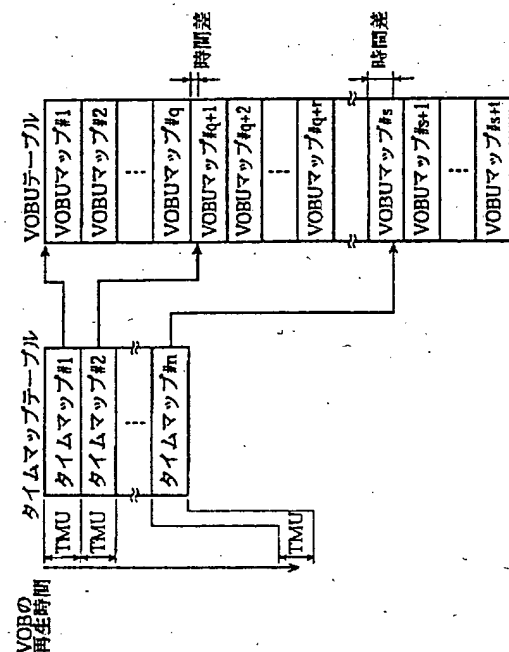 VOBの
再生時間
TMU
TMU
TMU
タイムマップテーブル
タイムマップ#1
タイムマップ#2
タイムマップ#n
VOBUテーブル
VOBUマップ#1
VOBUマップ#2
VOBUマップ#q
VOBUマップ#q+1
VOBUマップ#q+2
VOBUマップ#q+r
VOBUマップ#s
VOBUマップ#s+1
VOBUマップ#s+t
時間差
時間差